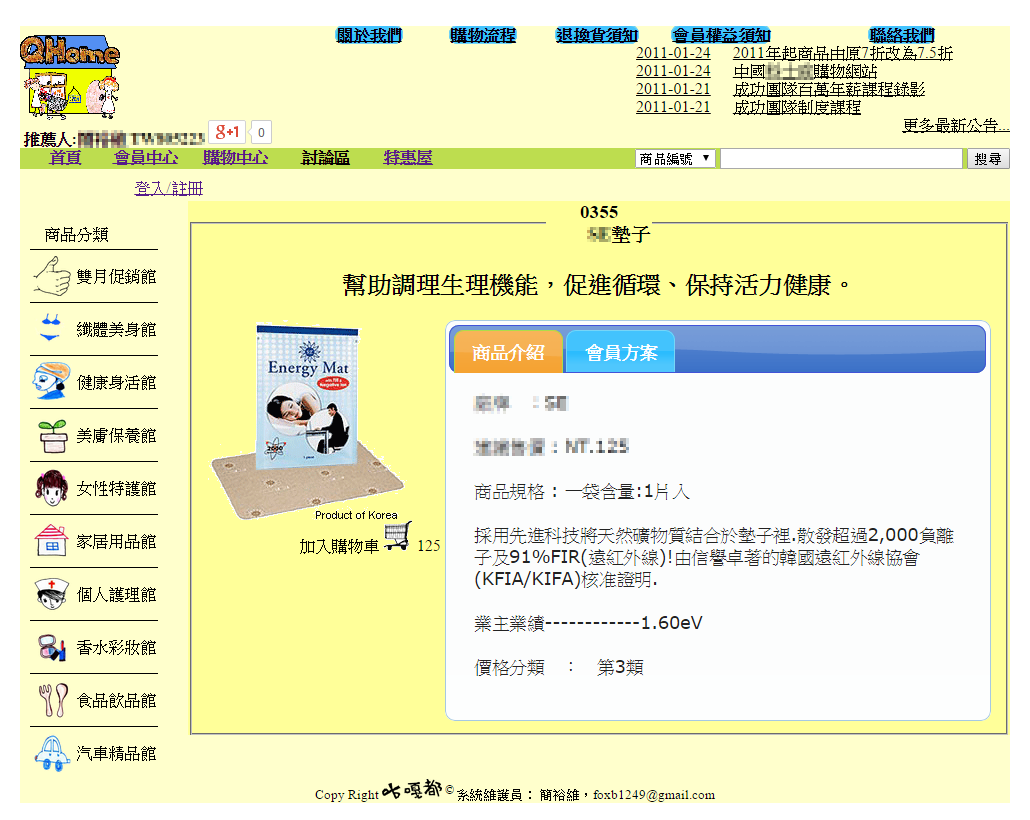 關於我們 購物流程 退換貨須知 會員權益須知 聯絡我們
QHome
2011-01-24 2011年起商品由原7折改為7.5折
2011-01-24 中國 購物網站
2011-01-21 成功團隊百萬年薪課程錄影
2011-01-21 成功團隊制度課程
更多最新公告...
推薦人: g+1 0
首頁 會員中心 購物中心 討論區 特惠屋 商品編號 搜尋
登入/註冊
0355
墊子
商品分類
雙月促銷館
纖體美身館
健康身活館
美膚保養館
女性特護館
家居用品館
個人護理館
香水彩妝館
食品飲品館
汽車精品館
幫助調理生理機能，促進循環、保持活力健康。
Energy Mat
Product of Korea
加入購物車 125
商品介紹 會員方案
: SE
: NT.125
商品規格 : 一袋含量:1片入
採用先進科技將天然礦物質結合於墊子裡.散發超過2,000負離
子及91%FIR(遠紅外線)!由信譽卓著的韓國遠紅外線協會
(KFIA/KIFA)核准證明.
業主業績------------1.60eV
價格分類 ： 第3類
Copy Right 咕嘎都 © 系統維護員： 簡裕維，foxb1249@gmail.com